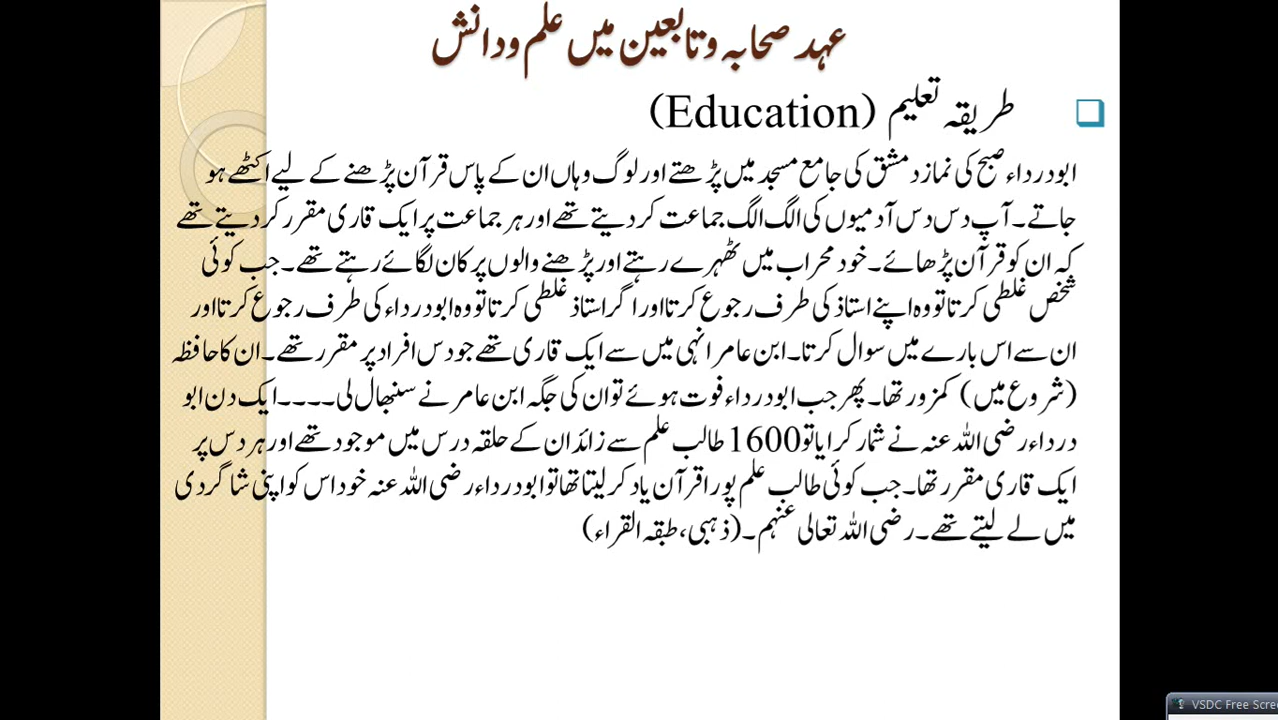 عہد صحابہ و تابعین میں علم و دانش
طریقہ تعلیم (Education)
ابودرداء صبح کی نماز دمشق کی جامع مسجد میں پڑھتے اور لوگ وہاں ان کے پاس قرآن پڑھنے کے لیے اکٹھے ہو
جاتے۔ آپ دس دس آدمیوں کی الگ الگ جماعت کر دیتے تھے اور ہر جماعت پر ایک قاری مقرر کر دیتے تھے
کہ ان کو قرآن پڑھائے۔ خود محراب میں ٹھہرے رہتے اور پڑھنے والوں پر کان لگائے رہتے تھے۔ جب کوئی
شخص غلطی کرتا تو وہ اپنے استاذ کی طرف رجوع کرتا اور اگر استاذ غلطی کرتا تو وہ ابودرداء کی طرف رجوع کرتا اور
ان سے اس بارے میں سوال کرتا۔ ابن عامر انہی میں سے ایک قاری تھے جو دس افراد پر مقرر تھے۔ ان کا حافظہ
(شروع میں) کمزور تھا۔ پھر جب ابودرداء فوت ہوئے تو ان کی جگہ ابن عامر نے سنبھال لی۔۔۔۔ ایک دن ابو
درداء رضی اللہ عنہ نے شمار کرایا تو 1600 طالب علم سے زائد ان کے حلقہ درس میں موجود تھے اور ہر دس پر
ایک قاری مقرر تھا۔ جب کوئی طالب علم پورا قرآن یاد کر لیتا تھا تو ابودرداء رضی اللہ عنہ خود اس کو اپنی شاگردی
میں لے لیتے تھے۔ رضی اللہ تعالی عنہم۔ (ذہبی، طبقہ القراء)
VSDC Free Scre